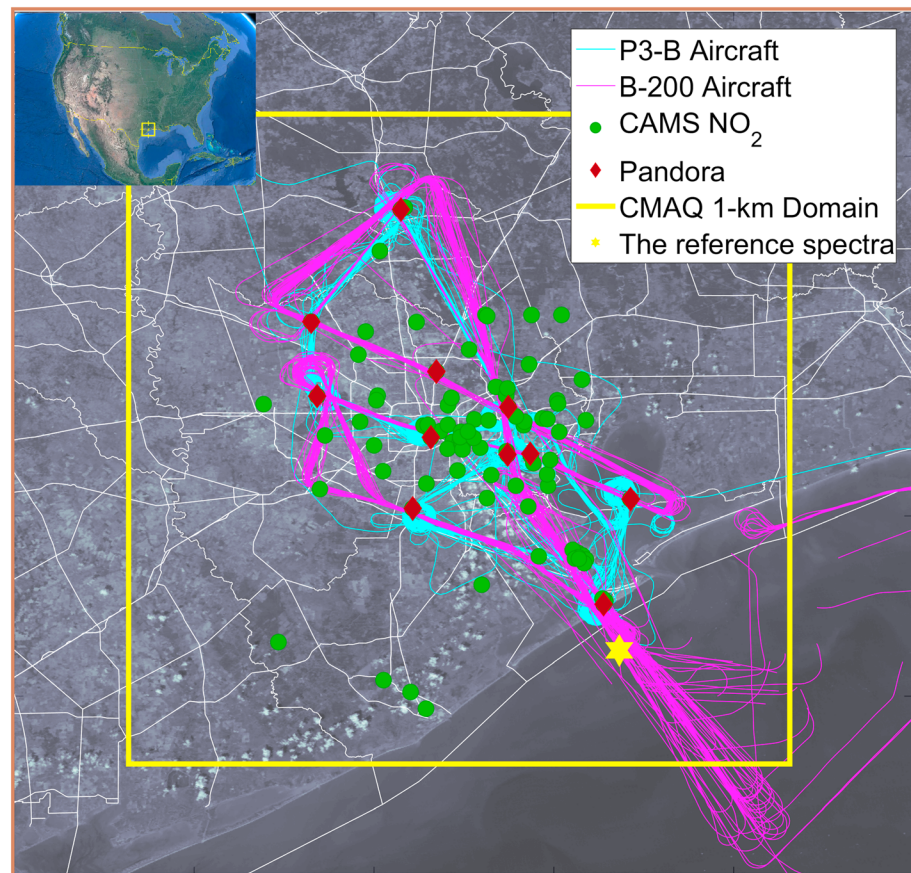 P3-B Aircraft
B-200 Aircraft
CAMS NO₂
Pandora
CMAQ 1-km Domain
The reference spectra